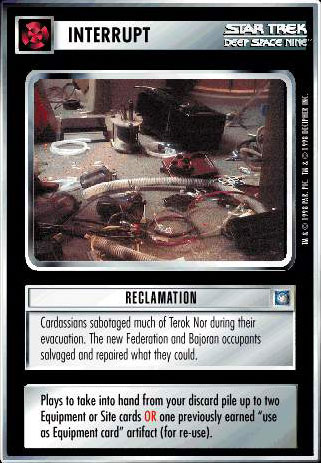 INTERRUPT
STAR TREK
DEEP SPACE NINE
TM & © 1998 PAR. PIC. TM & © 1998 DECIPHER INC.
RECLAMATION
Cardassians sabotaged much of Terok Nor during their
evacuation. The new Federation and Bajoran occupants
salvaged and repaired what they could.
Plays to take into hand from your discard pile up to two
Equipment or Site cards OR one previously earned "use
as Equipment card" artifact (for re-use).